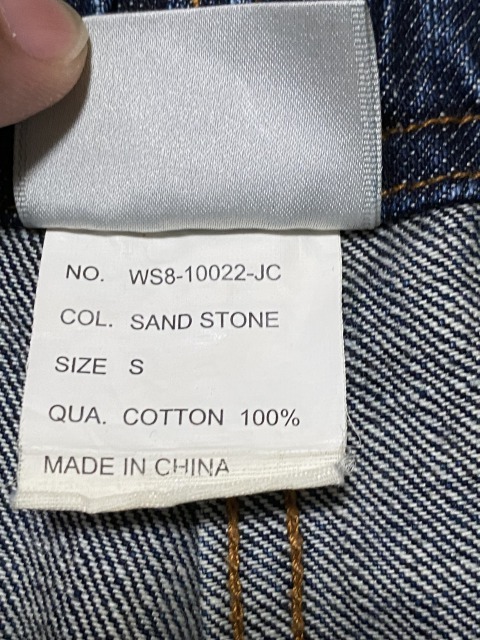 NO. WS8-10022-JC
COL. SAND STONE
SIZE S
QUA. COTTON 100%
MADE IN CHINA